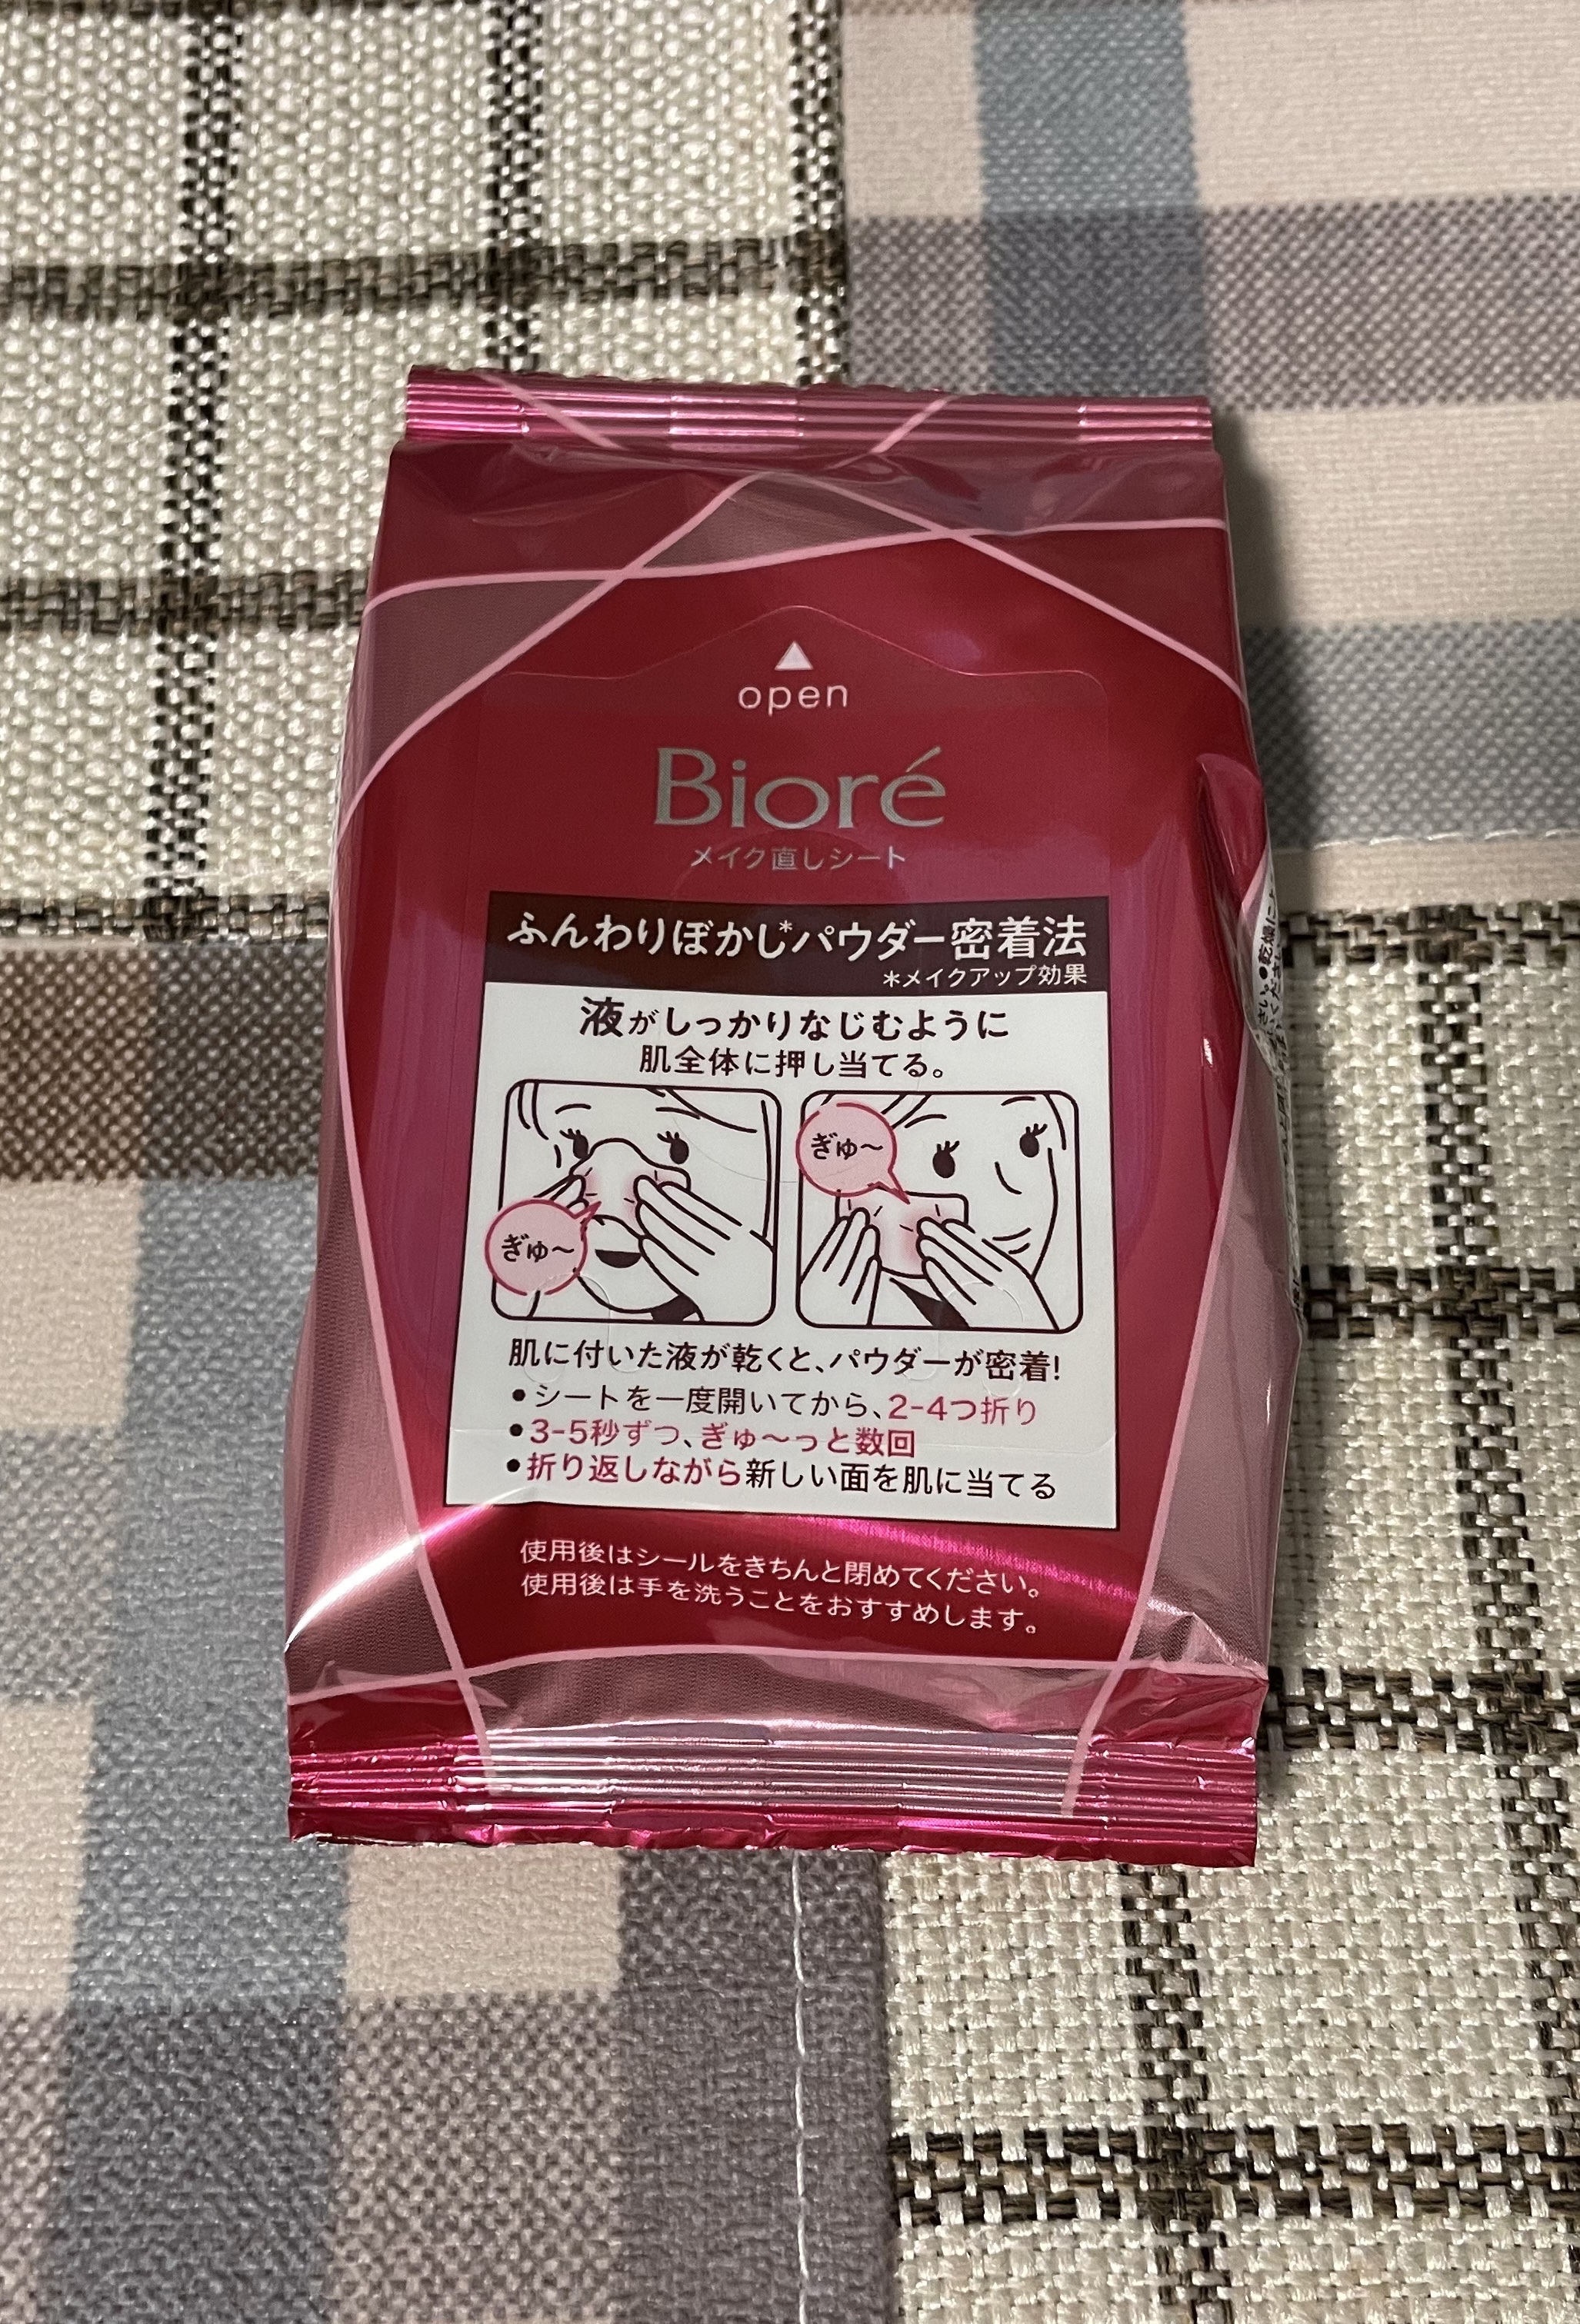 open
Bioré
メイク直しシート
ふんわりぼかし*パウダー密着法
*メイクアップ効果
液がしっかりなじむように
肌全体に押し当てる。
ぎゅ〜
ぎゅ〜
肌に付いた液が乾くと、パウダーが密着!
●シートを一度開いてから、2-4つ折り
●3-5秒ずつ、ぎゅ〜っと数回
●折り返しながら新しい面を肌に当てる
使用後はシールをきちんと閉めてください。
使用後は手を洗うことをおすすめします。